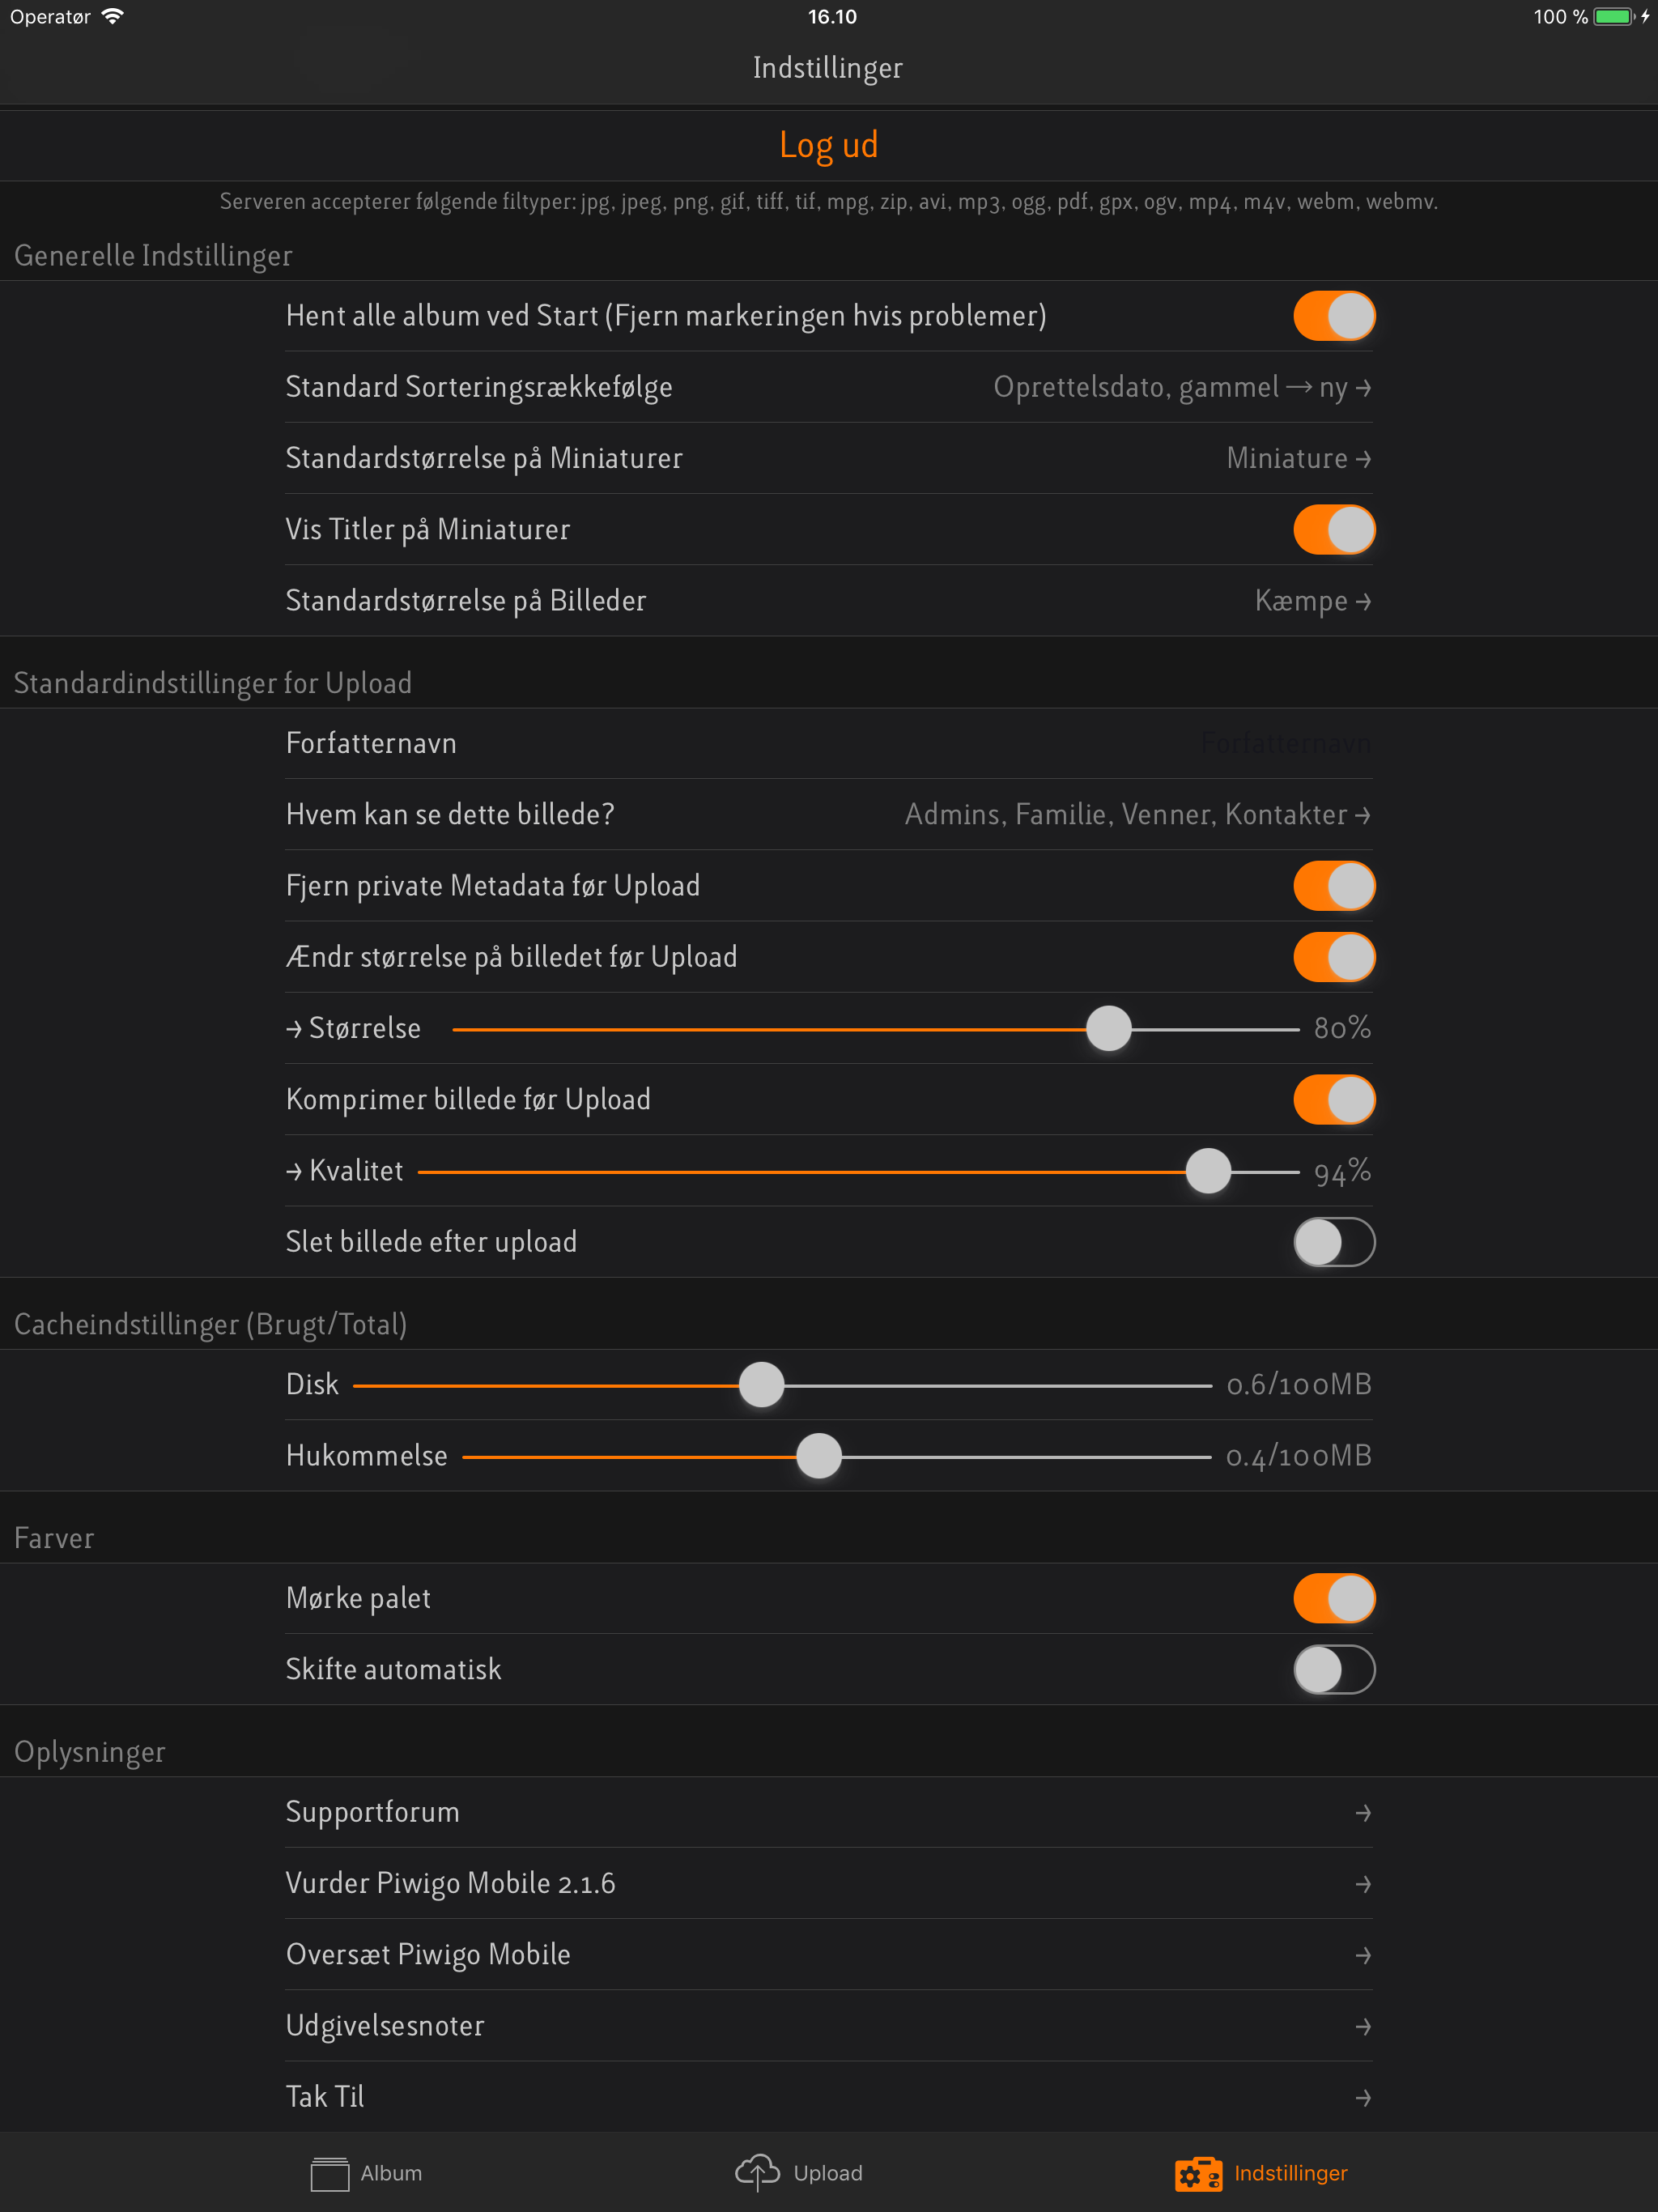 Operatør 16.10 100 %
Indstillinger
Log ud
Serveren accepterer følgende filtyper: jpg, jpeg, png, gif, tiff, tif, mpg, zip, avi, mp3, ogg, pdf, gpx, ogv, mp4, m4v, webm, webmv.
Generelle Indstillinger
Hent alle album ved Start (Fjern markeringen hvis problemer)
Standard Sorteringsrækkefølge Oprettelsesdato, gammel → ny →
Standardstørrelse på Miniaturer Miniature →
Vis Titler på Miniaturer
Standardstørrelse på Billeder Kæmpe →
Standardindstillinger for Upload
Forfatternavn Forfatternavn
Hvem kan se dette billede? Admins, Familie, Venner, Kontakter →
Fjern private Metadata før Upload
Ændr størrelse på billedet før Upload
→ Størrelse 80%
Komprimer billede før Upload
→ Kvalitet 94%
Slet billede efter upload
Cacheindstillinger (Brugt/Total)
Disk 0.6/100MB
Hukommelse 0.4/100MB
Farver
Mørke palet
Skifte automatisk
Oplysninger
Supportforum →
Vurder Piwigo Mobile 2.1.6 →
Oversæt Piwigo Mobile →
Udgivelsesnoter →
Tak Til →
Album Upload Indstillinger